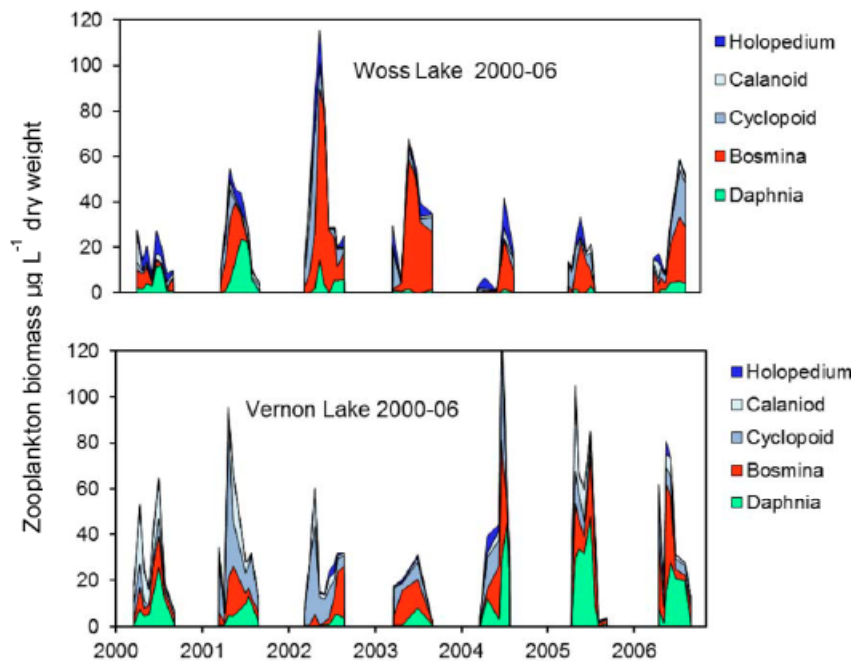 120
100
80
60
40
20
0
Woss Lake 2000-06
Holopedium
Calanoid
Cyclopoid
Bosmina
Daphnia
Zooplankton biomass µg L⁻¹ dry weight
120
100
80
60
40
20
0
Vernon Lake 2000-06
Holopedium
Calaniod
Cyclopoid
Bosmina
Daphnia
2000 2001 2002 2003 2004 2005 2006